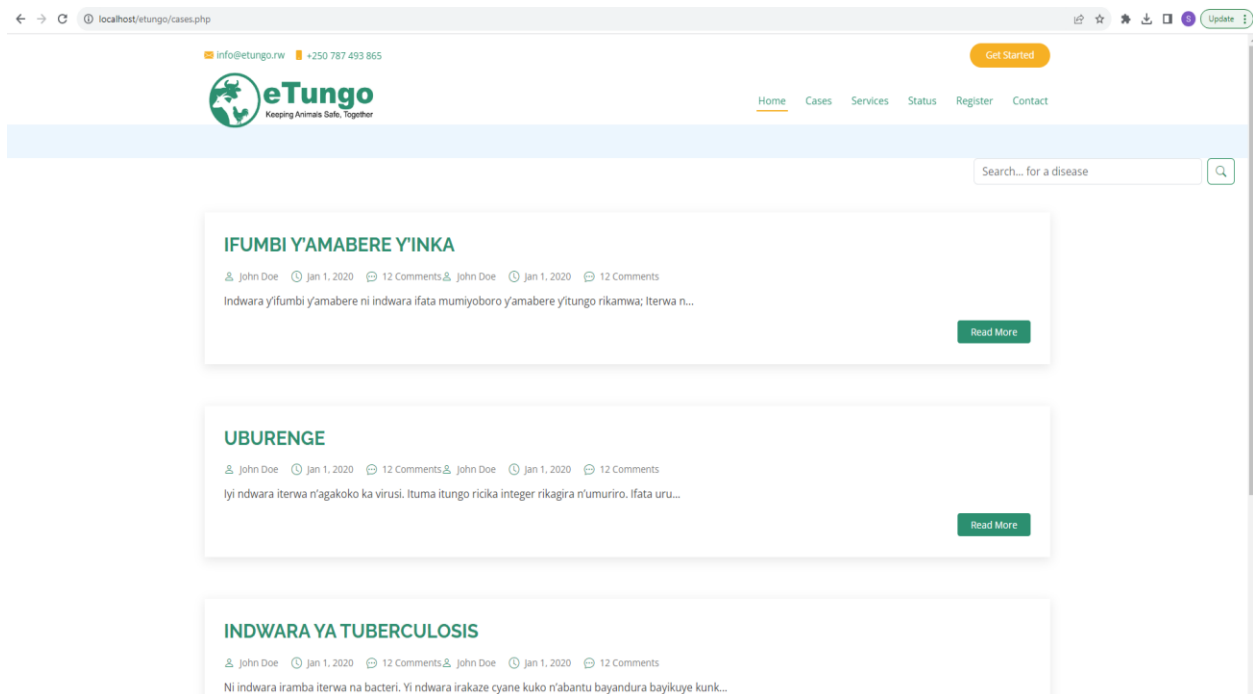 localhost/etungo/cases.php
S
Update
info@etungo.rw +250 787 493 865
Get Started
eTungo
Keeping Animals Safe, Together
Home Cases Services Status Register Contact
Search... for a disease
IFUMBI Y'AMABERE Y'INKA
John Doe Jan 1, 2020 12 Comments John Doe Jan 1, 2020 12 Comments
Indwara y'ifumbi y'amabere ni indwara ifata mumiyoboro y'amabere y'itungo rikamwa; Iterwa n...
Read More
UBURENGE
John Doe Jan 1, 2020 12 Comments John Doe Jan 1, 2020 12 Comments
Iyi ndwara iterwa n'agakoko ka virusi. Ituma itungo ricika integer rikagira n'umuriro. Ifata uru...
Read More
INDWARA YA TUBERCULOSIS
John Doe Jan 1, 2020 12 Comments John Doe Jan 1, 2020 12 Comments
Ni indwara iramba iterwa na bacteri. Yi ndwara irakaze cyane kuko n'abantu bayandura bayikuye kunk...